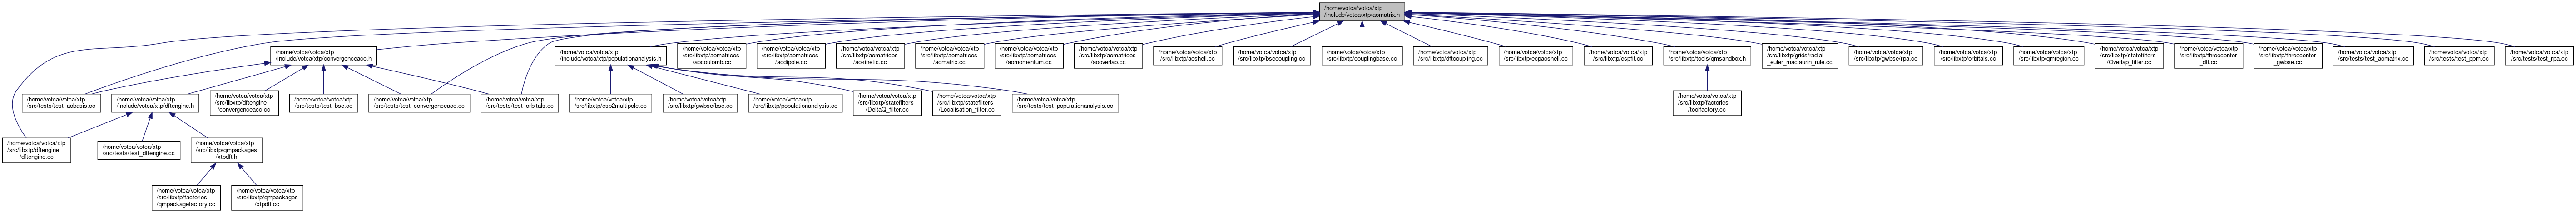 /home/votca/votca/xtp
/include/votca/xtp/aomatrix.h
/home/votca/votca/xtp
/include/votca/xtp/convergenceacc.h
/home/votca/votca/xtp
/include/votca/xtp/populationanalysis.h
/home/votca/votca/xtp
/src/libxtp/aomatrices
/aocoulomb.cc
/home/votca/votca/xtp
/src/libxtp/aomatrices
/aodipole.cc
/home/votca/votca/xtp
/src/libxtp/aomatrices
/aokinetic.cc
/home/votca/votca/xtp
/src/libxtp/aomatrices
/aomatrix.cc
/home/votca/votca/xtp
/src/libxtp/aomatrices
/aomomentum.cc
/home/votca/votca/xtp
/src/libxtp/aomatrices
/aooverlap.cc
/home/votca/votca/xtp
/src/libxtp/aoshell.cc
/home/votca/votca/xtp
/src/libxtp/bsecoupling.cc
/home/votca/votca/xtp
/src/libxtp/couplingbase.cc
/home/votca/votca/xtp
/src/libxtp/dftcoupling.cc
/home/votca/votca/xtp
/src/libxtp/ecpaoshell.cc
/home/votca/votca/xtp
/src/libxtp/espfit.cc
/home/votca/votca/xtp
/src/libxtp/tools/qmsandbox.h
/home/votca/votca/xtp
/src/libxtp/grids/radial
_euler_maclaurin_rule.cc
/home/votca/votca/xtp
/src/libxtp/gwbse/rpa.cc
/home/votca/votca/xtp
/src/libxtp/orbitals.cc
/home/votca/votca/xtp
/src/libxtp/qmregion.cc
/home/votca/votca/xtp
/src/libxtp/statefilters
/Overlap_filter.cc
/home/votca/votca/xtp
/src/libxtp/threecenter
_dft.cc
/home/votca/votca/xtp
/src/libxtp/threecenter
_gwbse.cc
/home/votca/votca/xtp
/src/tests/test_aomatrix.cc
/home/votca/votca/xtp
/src/tests/test_ppm.cc
/home/votca/votca/xtp
/src/tests/test_rpa.cc
/home/votca/votca/xtp
/src/tests/test_aobasis.cc
/home/votca/votca/xtp
/include/votca/xtp/dftengine.h
/home/votca/votca/xtp
/src/libxtp/dftengine
/convergenceacc.cc
/home/votca/votca/xtp
/src/tests/test_bse.cc
/home/votca/votca/xtp
/src/tests/test_convergenceacc.cc
/home/votca/votca/xtp
/src/tests/test_orbitals.cc
/home/votca/votca/xtp
/src/libxtp/esp2multipole.cc
/home/votca/votca/xtp
/src/libxtp/gwbse/bse.cc
/home/votca/votca/xtp
/src/libxtp/populationanalysis.cc
/home/votca/votca/xtp
/src/libxtp/statefilters
/DeltaQ_filter.cc
/home/votca/votca/xtp
/src/libxtp/statefilters
/Localisation_filter.cc
/home/votca/votca/xtp
/src/tests/test_populationanalysis.cc
/home/votca/votca/xtp
/src/libxtp/factories
/toolfactory.cc
/home/votca/votca/xtp
/src/libxtp/dftengine
/dftengine.cc
/home/votca/votca/xtp
/src/tests/test_dftengine.cc
/home/votca/votca/xtp
/src/libxtp/qmpackages
/xtpdft.h
/home/votca/votca/xtp
/src/libxtp/factories
/qmpackagefactory.cc
/home/votca/votca/xtp
/src/libxtp/qmpackages
/xtpdft.cc